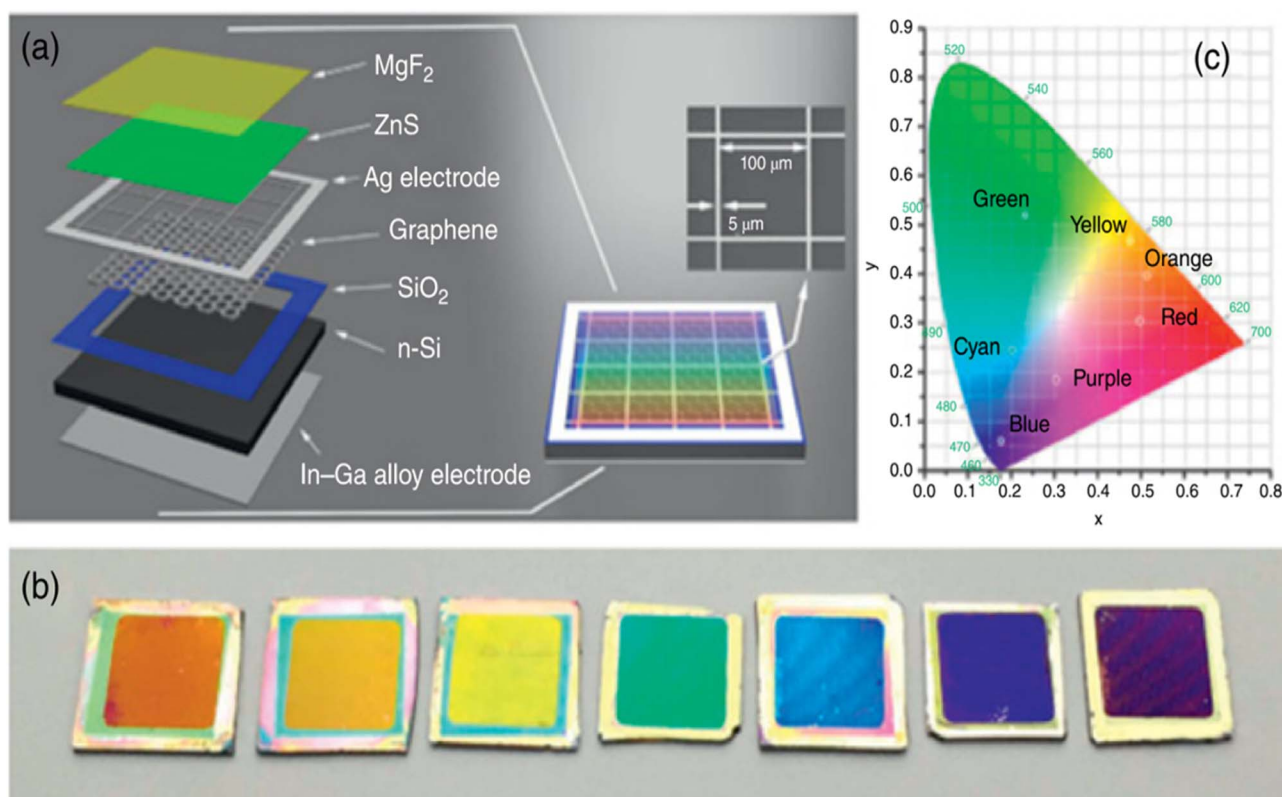 (a)
MgF₂
ZnS
Ag electrode
Graphene
SiO₂
n-Si
In–Ga alloy electrode
100 μm
5 μm
(c)
0.9
0.8
0.7
0.6
0.5
0.4
0.3
0.2
0.1
0.0
y
0.0 0.1 0.2 0.3 0.4 0.5 0.6 0.7 0.8
x
520
540
560
500
580
600
620
700
490
480
470
460
330
Green
Yellow
Orange
Red
Cyan
Purple
Blue
(b)